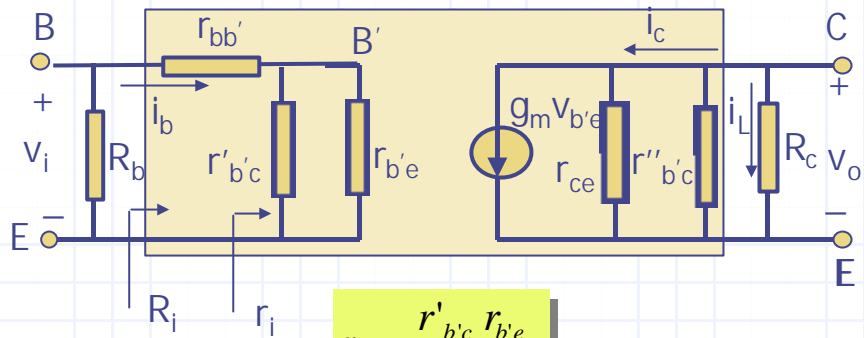 B
r_bb'
B'
i_c
C
+
i_b
g_m v_b'e
i_L
+
v_i
R_b
r'_b'c
r_b'e
r_ce
r''_b'c
R_c
v_o
−
−
E
E
R_i
r_i
r'_b'c r_b'e